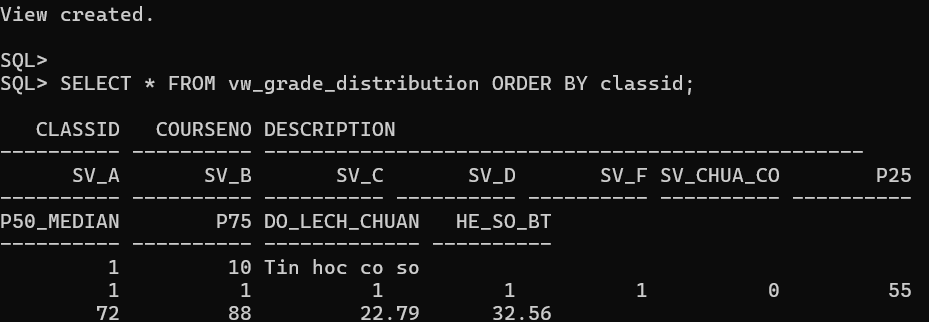 View created.
SQL>
SQL> SELECT * FROM vw_grade_distribution ORDER BY classid;
   CLASSID   COURSENO DESCRIPTION
---------- ---------- --------------------------------------------------
      SV_A       SV_B       SV_C       SV_D       SV_F SV_CHUA_CO        P25
---------- ---------- ---------- ---------- ---------- ---------- ----------
P50_MEDIAN        P75 DO_LECH_CHUAN  HE_SO_BT
---------- ---------- ------------- ----------
         1         10 Tin hoc co so
         1          1          1          1          1          0         55
        72         88         22.79      32.56